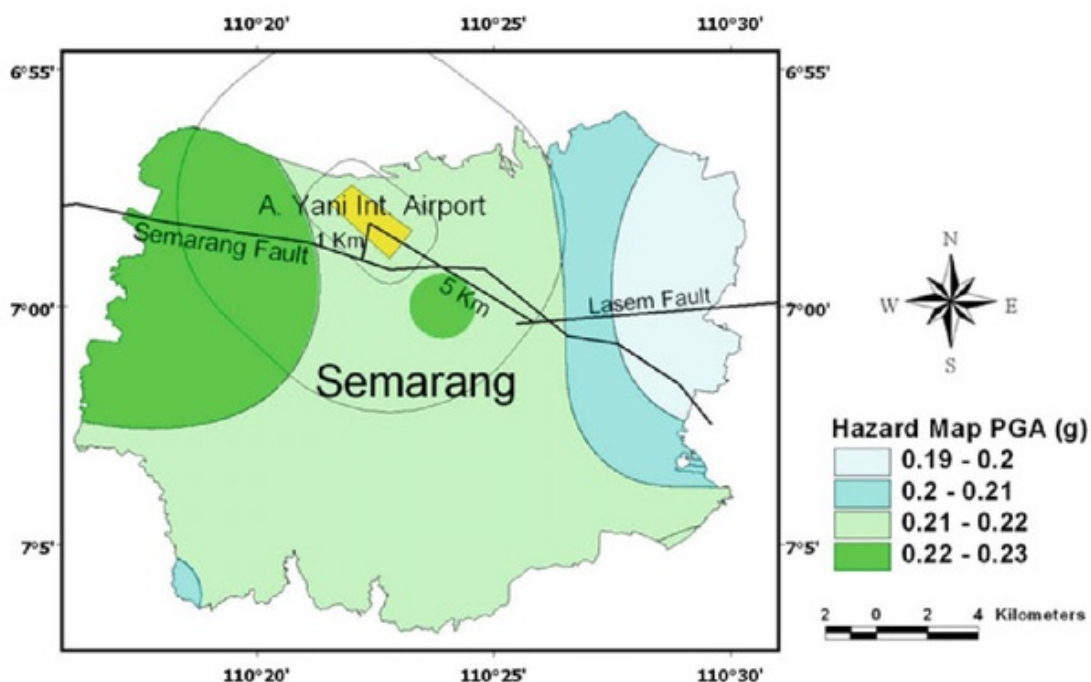 110°20' 110°25' 110°30'
6°55' 6°55'
A. Yani Int. Airport
1 Km
Semarang Fault
5 Km
Lasem Fault
7°00' 7°00'
Semarang
7°5' 7°5'
110°20' 110°25' 110°30'
N
W E
S
Hazard Map PGA (g)
0.19 - 0.2
0.2 - 0.21
0.21 - 0.22
0.22 - 0.23
2 0 2 4 Kilometers